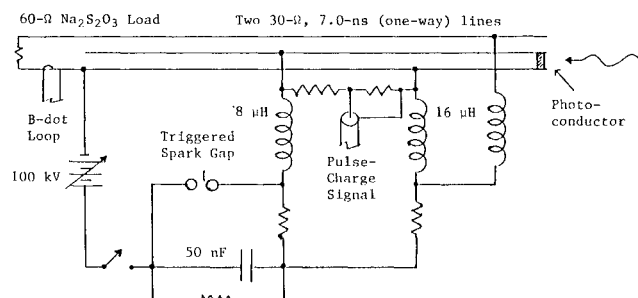 60-Ω Na₂S₂O₃ Load
Two 30-Ω, 7.0-ns (one-way) lines
B-dot
Loop
8 μH
16 μH
Photo-
conductor
Triggered
Spark Gap
Pulse-
Charge
Signal
100 kV
50 nF